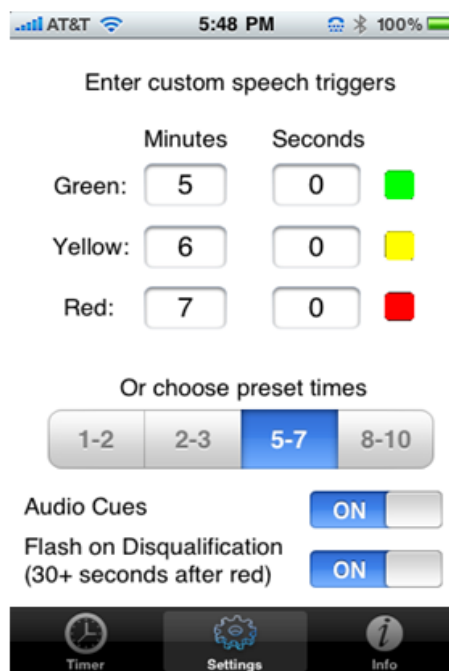 AT&T 5:48 PM 100%
Enter custom speech triggers
Minutes Seconds
Green: 5 0
Yellow: 6 0
Red: 7 0
Or choose preset times
1-2 2-3 5-7 8-10
Audio Cues ON
Flash on Disqualification
(30+ seconds after red) ON
Timer Settings Info